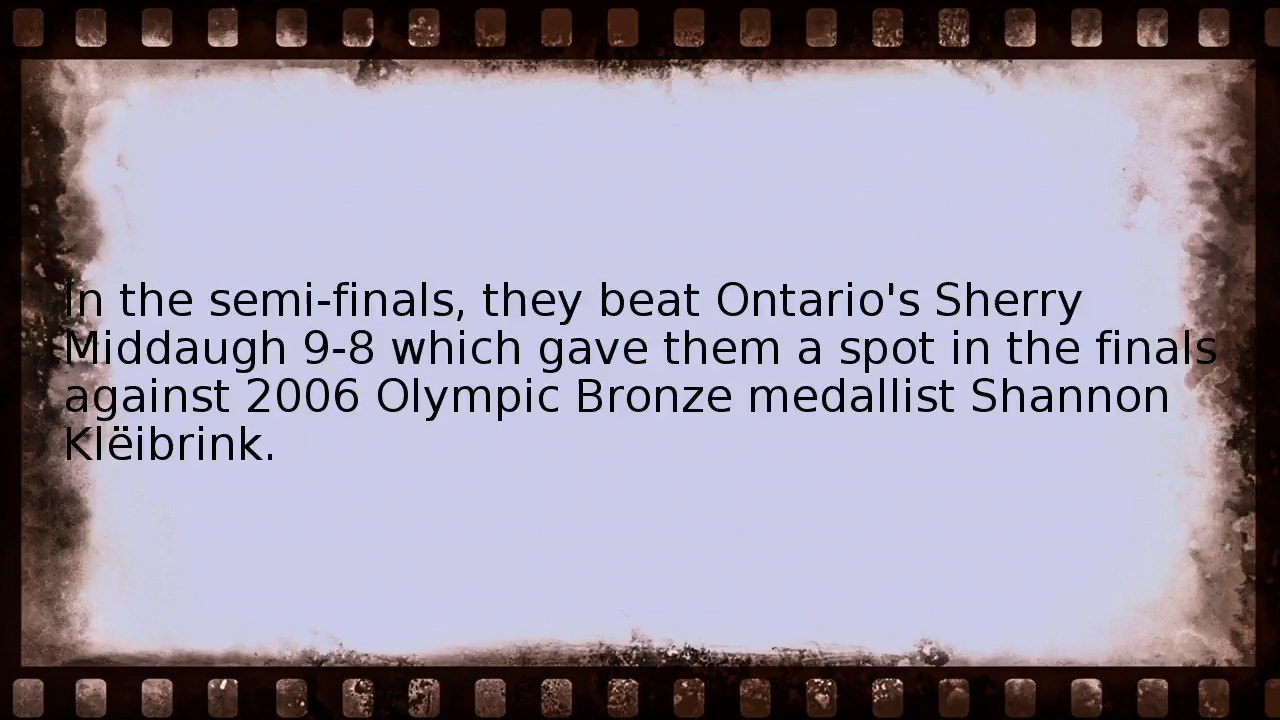 In the semi-finals, they beat Ontario's Sherry
Middaugh 9-8 which gave them a spot in the finals
against 2006 Olympic Bronze medallist Shannon
Klëibrink.